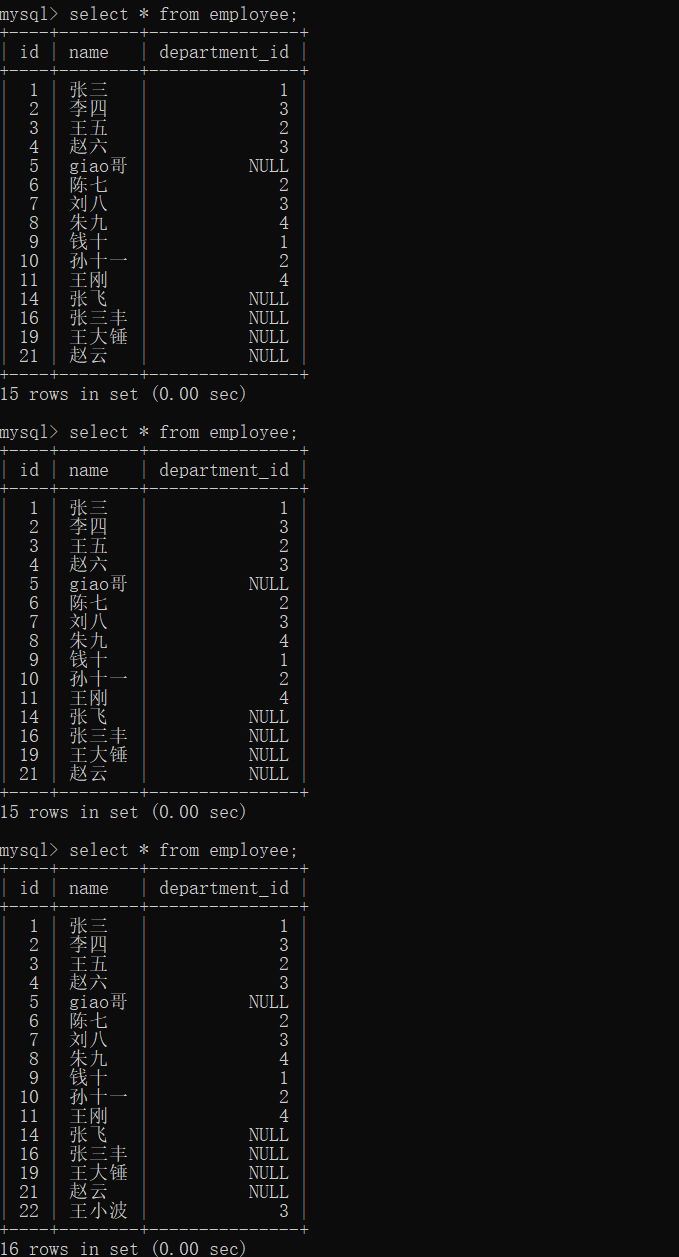 mysql> select * from employee;
+----+--------+---------------+
| id | name   | department_id |
+----+--------+---------------+
|  1 | 张三   |             1 |
|  2 | 李四   |             3 |
|  3 | 王五   |             2 |
|  4 | 赵六   |             3 |
|  5 | giao哥 |          NULL |
|  6 | 陈七   |             2 |
|  7 | 刘八   |             3 |
|  8 | 朱九   |             4 |
|  9 | 钱十   |             1 |
| 10 | 孙十一 |             2 |
| 11 | 王刚   |             4 |
| 14 | 张飞   |          NULL |
| 16 | 张三丰 |          NULL |
| 19 | 王大锤 |          NULL |
| 21 | 赵云   |          NULL |
+----+--------+---------------+
15 rows in set (0.00 sec)
mysql> select * from employee;
+----+--------+---------------+
| id | name   | department_id |
+----+--------+---------------+
|  1 | 张三   |             1 |
|  2 | 李四   |             3 |
|  3 | 王五   |             2 |
|  4 | 赵六   |             3 |
|  5 | giao哥 |          NULL |
|  6 | 陈七   |             2 |
|  7 | 刘八   |             3 |
|  8 | 朱九   |             4 |
|  9 | 钱十   |             1 |
| 10 | 孙十一 |             2 |
| 11 | 王刚   |             4 |
| 14 | 张飞   |          NULL |
| 16 | 张三丰 |          NULL |
| 19 | 王大锤 |          NULL |
| 21 | 赵云   |          NULL |
+----+--------+---------------+
15 rows in set (0.00 sec)
mysql> select * from employee;
+----+--------+---------------+
| id | name   | department_id |
+----+--------+---------------+
|  1 | 张三   |             1 |
|  2 | 李四   |             3 |
|  3 | 王五   |             2 |
|  4 | 赵六   |             3 |
|  5 | giao哥 |          NULL |
|  6 | 陈七   |             2 |
|  7 | 刘八   |             3 |
|  8 | 朱九   |             4 |
|  9 | 钱十   |             1 |
| 10 | 孙十一 |             2 |
| 11 | 王刚   |             4 |
| 14 | 张飞   |          NULL |
| 16 | 张三丰 |          NULL |
| 19 | 王大锤 |          NULL |
| 21 | 赵云   |          NULL |
| 22 | 王小波 |             3 |
+----+--------+---------------+
16 rows in set (0.00 sec)